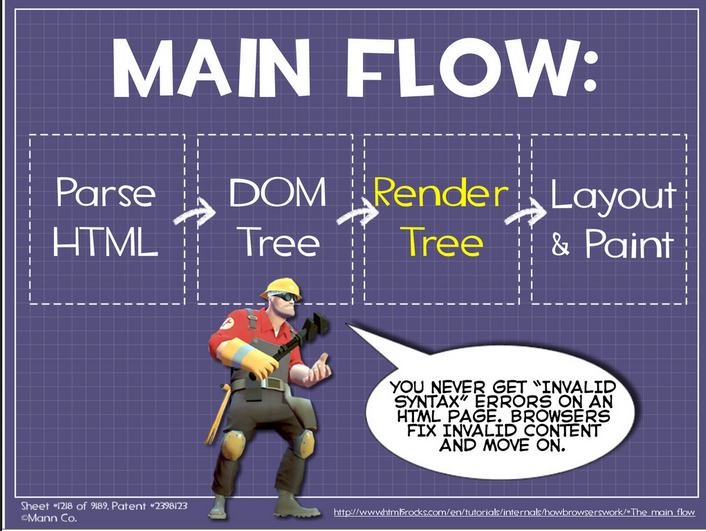 MAIN FLOW:
Parse
HTML
DOM
Tree
Render
Tree
Layout
& Paint
YOU NEVER GET "INVALID
SYNTAX" ERRORS ON AN
HTML PAGE. BROWSERS
FIX INVALID CONTENT
AND MOVE ON.
Sheet #1218 of 9189, Patent #2398123
©Mann Co.
http://www.html5rocks.com/en/tutorials/internals/howbrowserswork/#The_main_flow